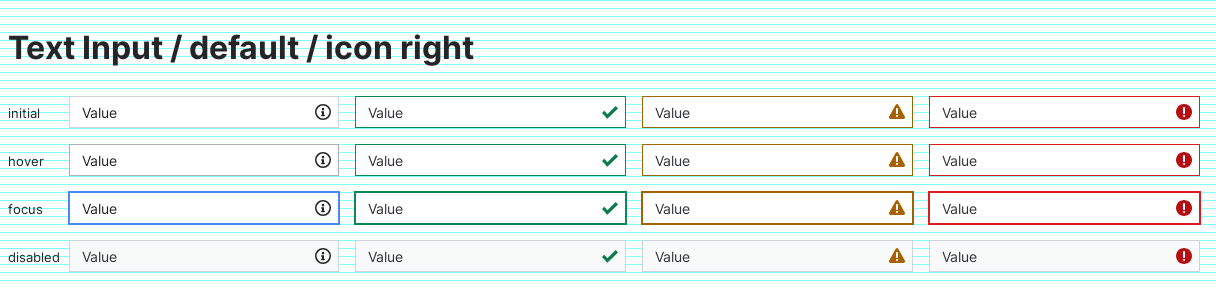 Text Input / default / icon right
initial Value Value Value Value
hover Value Value Value Value
focus Value Value Value Value
disabled Value Value Value Value